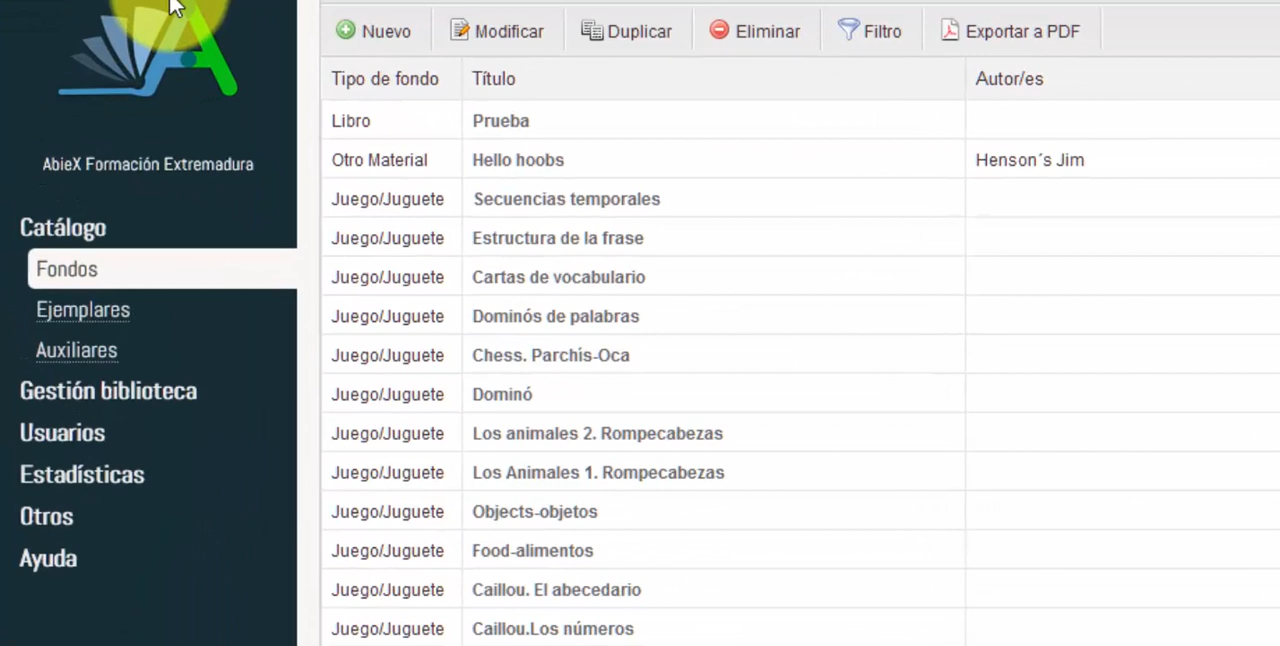 Nuevo Modificar Duplicar Eliminar Filtro Exportar a PDF
Tipo de fondo Título Autor/es
Libro Prueba
Otro Material Hello hoobs Henson´s Jim
Juego/Juguete Secuencias temporales
Juego/Juguete Estructura de la frase
Juego/Juguete Cartas de vocabulario
Juego/Juguete Dominós de palabras
Juego/Juguete Chess. Parchís-Oca
Juego/Juguete Dominó
Juego/Juguete Los animales 2. Rompecabezas
Juego/Juguete Los Animales 1. Rompecabezas
Juego/Juguete Objects-objetos
Juego/Juguete Food-alimentos
Juego/Juguete Caillou. El abecedario
Juego/Juguete Caillou.Los números
AbieX Formación Extremadura
Catálogo
Fondos
Ejemplares
Auxiliares
Gestión biblioteca
Usuarios
Estadísticas
Otros
Ayuda